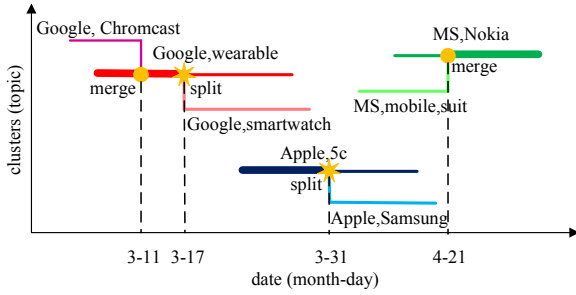 Google, Chromcast
MS,Nokia
Google,wearable
merge
merge
split
MS,mobile,suit
Google,smartwatch
Apple,5c
split
Apple,Samsung
clusters (topic)
3-11
3-17
3-31
4-21
date (month-day)